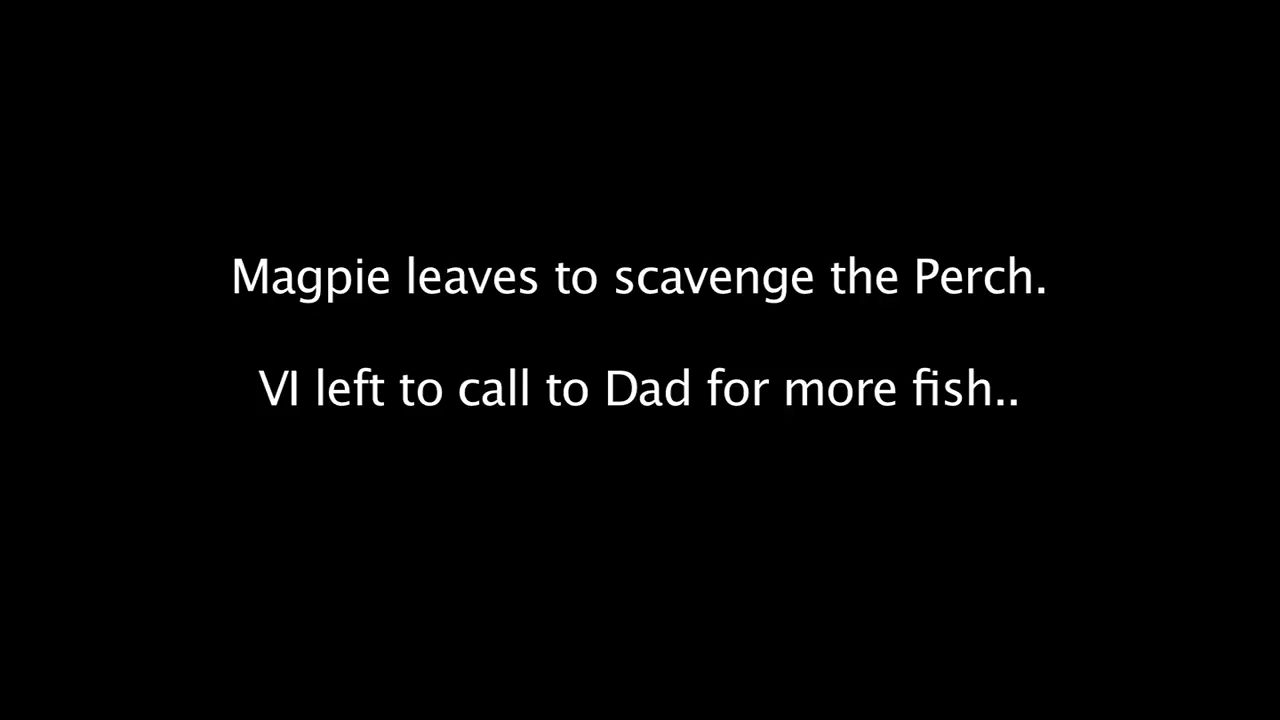 Magpie leaves to scavenge the Perch.
VI left to call to Dad for more fish..